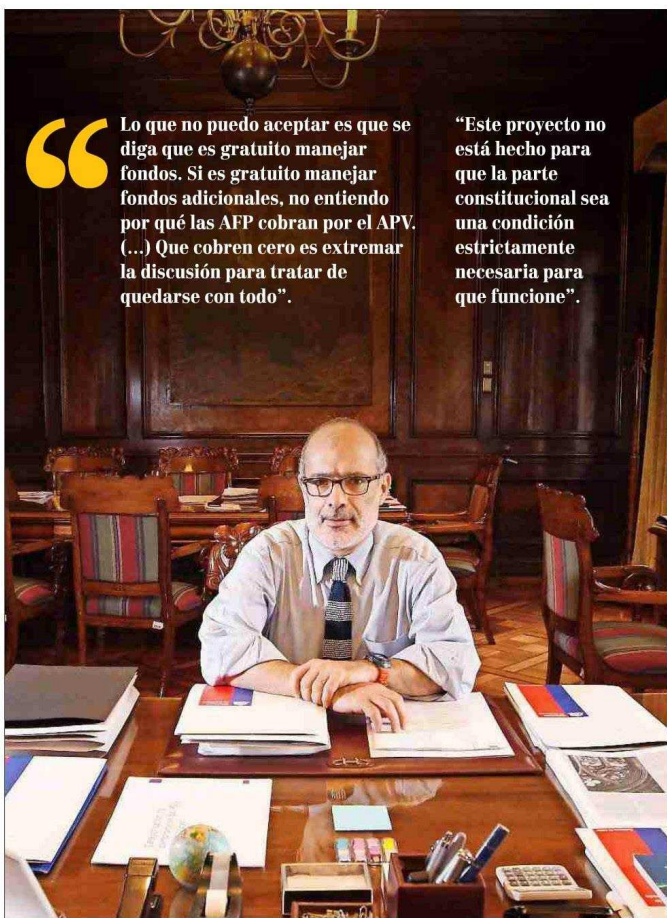 “
Lo que no puedo aceptar es que se
diga que es gratuito manejar
fondos. Si es gratuito manejar
fondos adicionales, no entiendo
por qué las AFP cobran por el APV.
(...) Que cobren cero es extremar
la discusión para tratar de
quedarse con todo”.
“Este proyecto no
está hecho para
que la parte
constitucional sea
una condición
estrictamente
necesaria para
que funcione”.